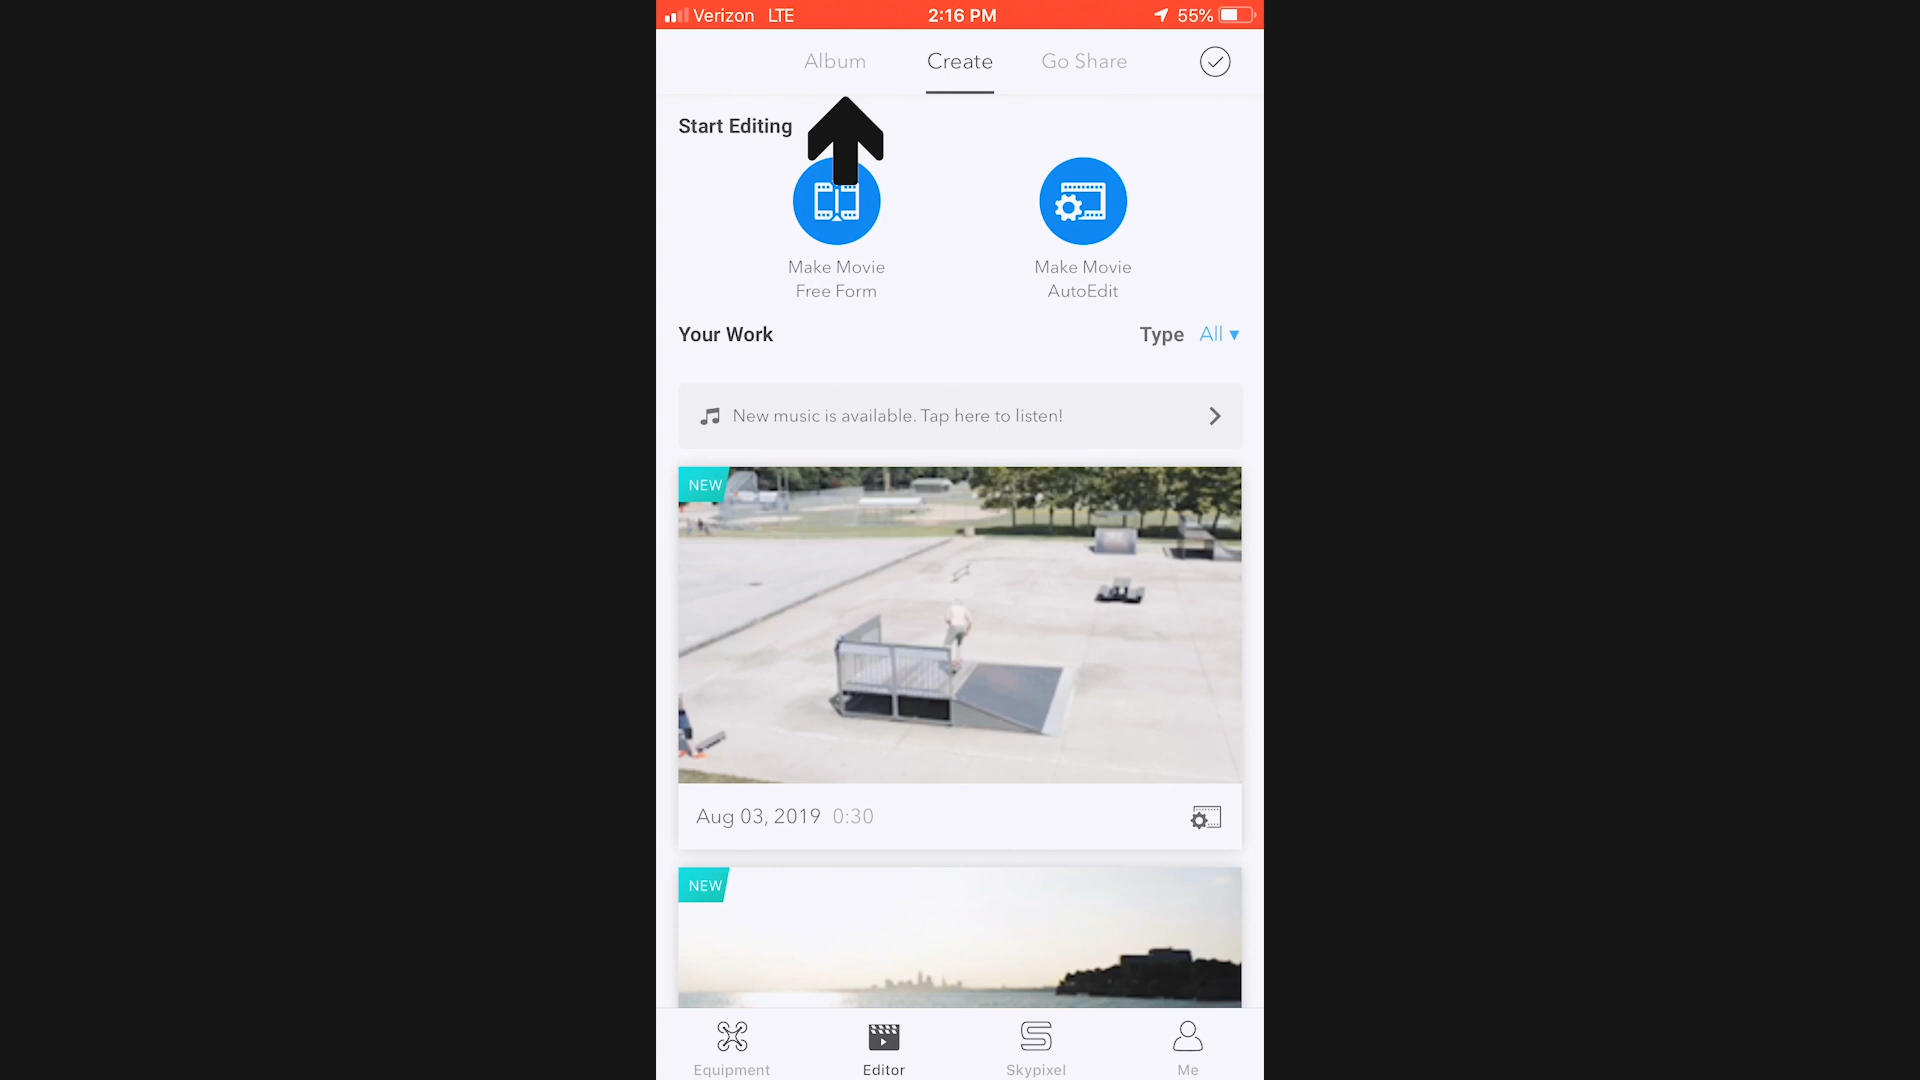 Verizon LTE 2:16 PM 55%
Album Create Go Share
Start Editing
Make Movie
Free Form
Make Movie
AutoEdit
Your Work Type All ▾
New music is available. Tap here to listen!
NEW
Aug 03, 2019 0:30
NEW
Equipment Editor Skypixel Me